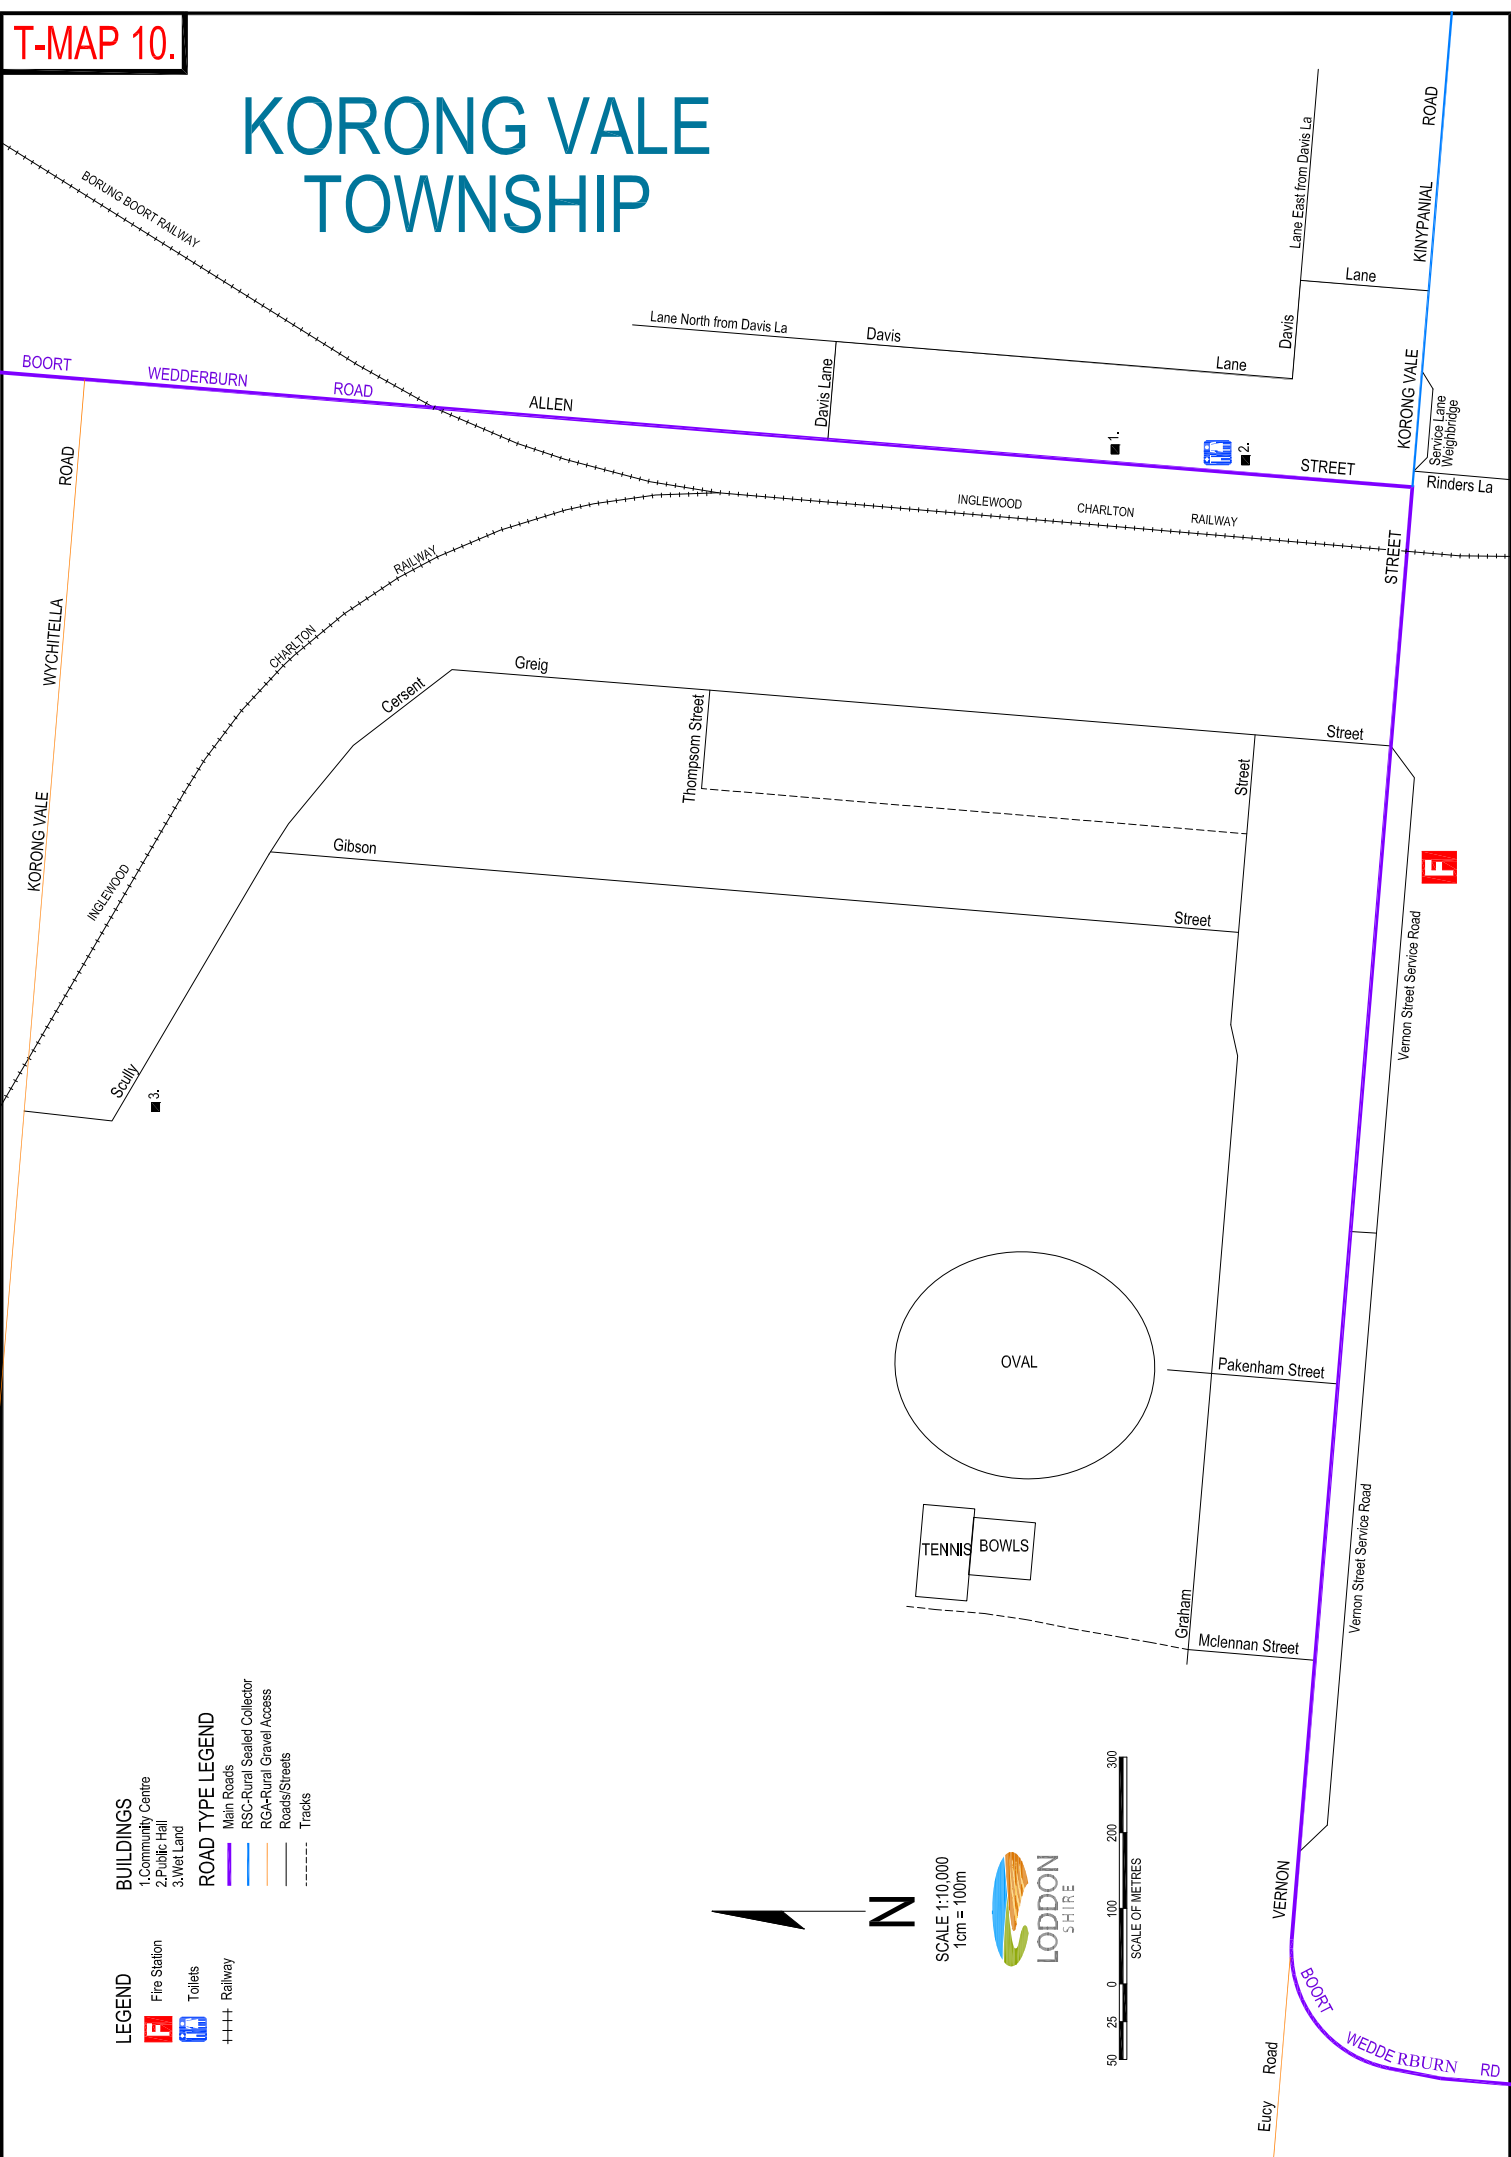 T-MAP 10.
KORONG VALE
TOWNSHIP
BORUNG BOORT RAILWAY
BOORT
WEDDERBURN
ROAD
ALLEN
STREET
Lane North from Davis La
Davis
Lane
Davis Lane
Davis
Lane East from Davis La
Lane
ROAD
KINYPANIAL
KORONG VALE
Service Lane
Weighbridge
Rinders La
1.
2.
ROAD
WYCHITELLA
KORONG VALE
INGLEWOOD
CHARLTON
RAILWAY
INGLEWOOD
CHARLTON
RAILWAY
STREET
Cersent
Greig
Street
Thompsom Street
Street
Gibson
Street
Scully
3.
F
Vernon Street Service Road
OVAL
Pakenham Street
TENNIS
BOWLS
Graham
Mclennan Street
Vernon Street Service Road
VERNON
BOORT
WEDDERBURN
RD
Eucy
Road
BUILDINGS
1.Community Centre
2.Public Hall
3.Wet Land
ROAD TYPE LEGEND
Main Roads
RSC-Rural Sealed Collector
RGA-Rural Gravel Access
Roads/Streets
Tracks
LEGEND
F
Fire Station
Toilets
Railway
N
SCALE 1:10,000
1cm = 100m
LODDON
SHIRE
50 25 0 100 200 300
SCALE OF METRES